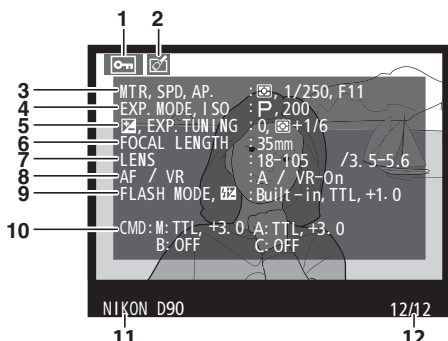 1 2
3 MTR, SPD, AP. : 1/250, F11
4 EXP. MODE, ISO : P, 200
5 , EXP. TUNING : 0, +1/6
6 FOCAL LENGTH : 35mm
7 LENS : 18-105 /3.5-5.6
8 AF / VR : A / VR-On
9 FLASH MODE, : Built-in, TTL, +1.0
10 CMD: M: TTL, +3.0 A: TTL, +3.0
B: OFF C: OFF
NIKON D90 12/12
11 12